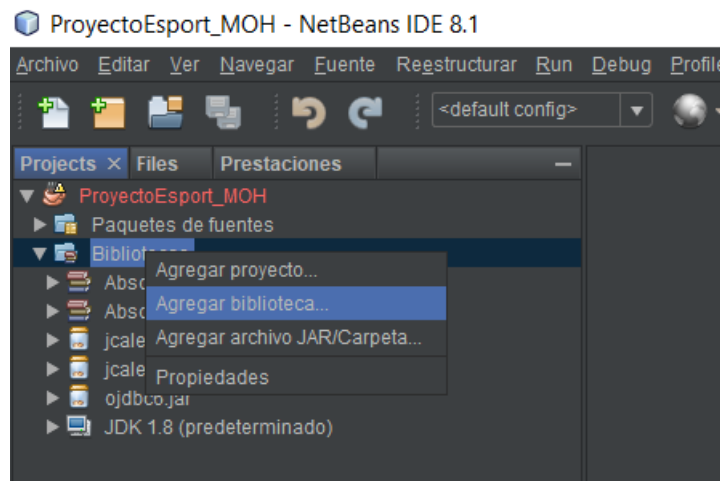 ProyectoEsport_MOH - NetBeans IDE 8.1
Archivo Editar Ver Navegar Fuente Reestructurar Run Debug Profile
<default config>
Projects × Files Prestaciones
ProyectoEsport_MOH
Paquetes de fuentes
Agregar proyecto...
Agregar biblioteca...
Agregar archivo JAR/Carpeta...
Propiedades
ojdbc6.jar
JDK 1.8 (predeterminado)